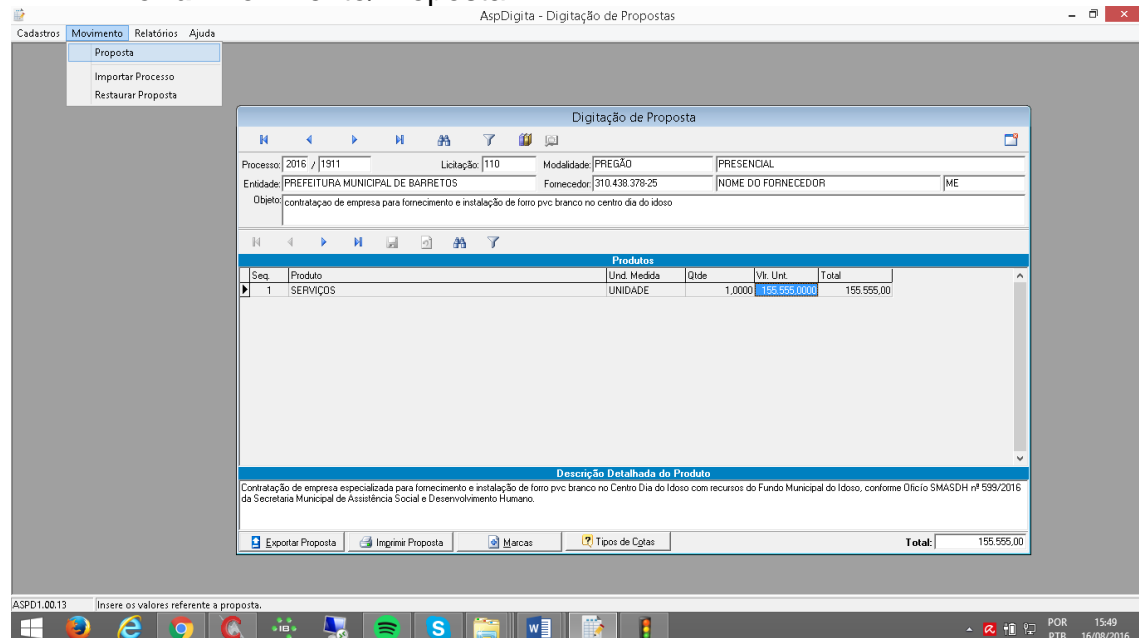 AspDigita - Digitação de Propostas
Cadastros Movimento Relatórios Ajuda
Proposta
Importar Processo
Restaurar Proposta
Digitação de Proposta
Processo: 2016 / 1911 Licitação: 110 Modalidade: PREGÃO PRESENCIAL
Entidade: PREFEITURA MUNICIPAL DE BARRETOS Fornecedor: 310.438.378-25 NOME DO FORNECEDOR ME
Objeto: contrataçao de empresa para fornecimento e instalação de forro pvc branco no centro dia do idoso
Produtos
Seq. Produto Und. Medida Qtde Vlr. Unt. Total
1 SERVIÇOS UNIDADE 1,0000 155.555,0000 155.555,00
Descrição Detalhada do Produto
Contratação de empresa especializada para fornecimento e instalação de forro pvc branco no Centro Dia do Idoso com recursos do Fundo Municipal do Idoso, conforme Oficío SMASDH nº 599/2016
da Secretaria Municipal de Assistência Social e Desenvolvimento Humano.
Exportar Proposta Imprimir Proposta Marcas Tipos de Cotas Total: 155.555,00
ASPD1.00.13 Insere os valores referente a proposta.
POR 15:49
PTB 16/08/2016